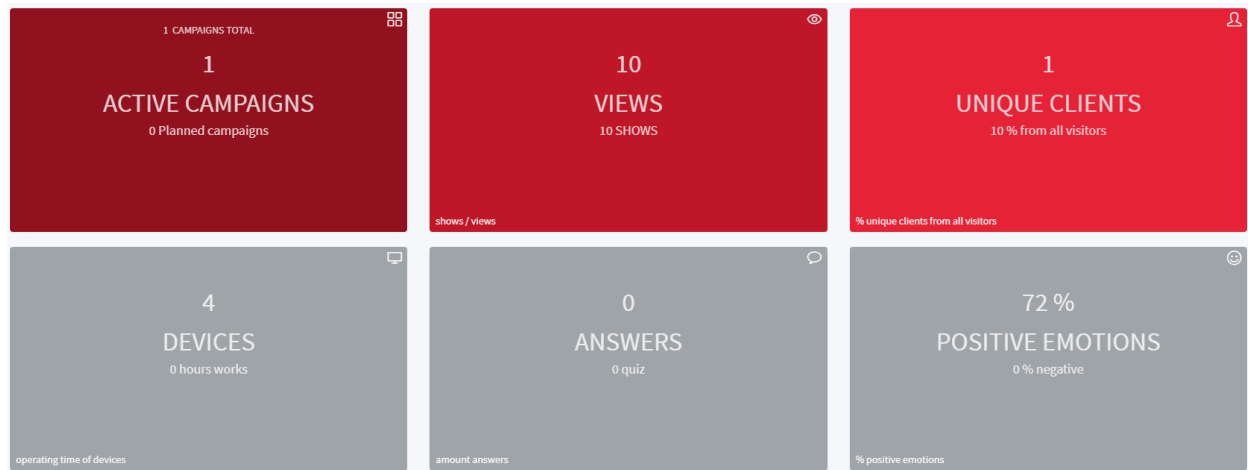 1 CAMPAIGNS TOTAL
1
ACTIVE CAMPAIGNS
0 Planned campaigns
10
VIEWS
10 SHOWS
shows / views
1
UNIQUE CLIENTS
10 % from all visitors
% unique clients from all visitors
4
DEVICES
0 hours works
operating time of devices
0
ANSWERS
0 quiz
amount answers
72 %
POSITIVE EMOTIONS
0 % negative
% positive emotions